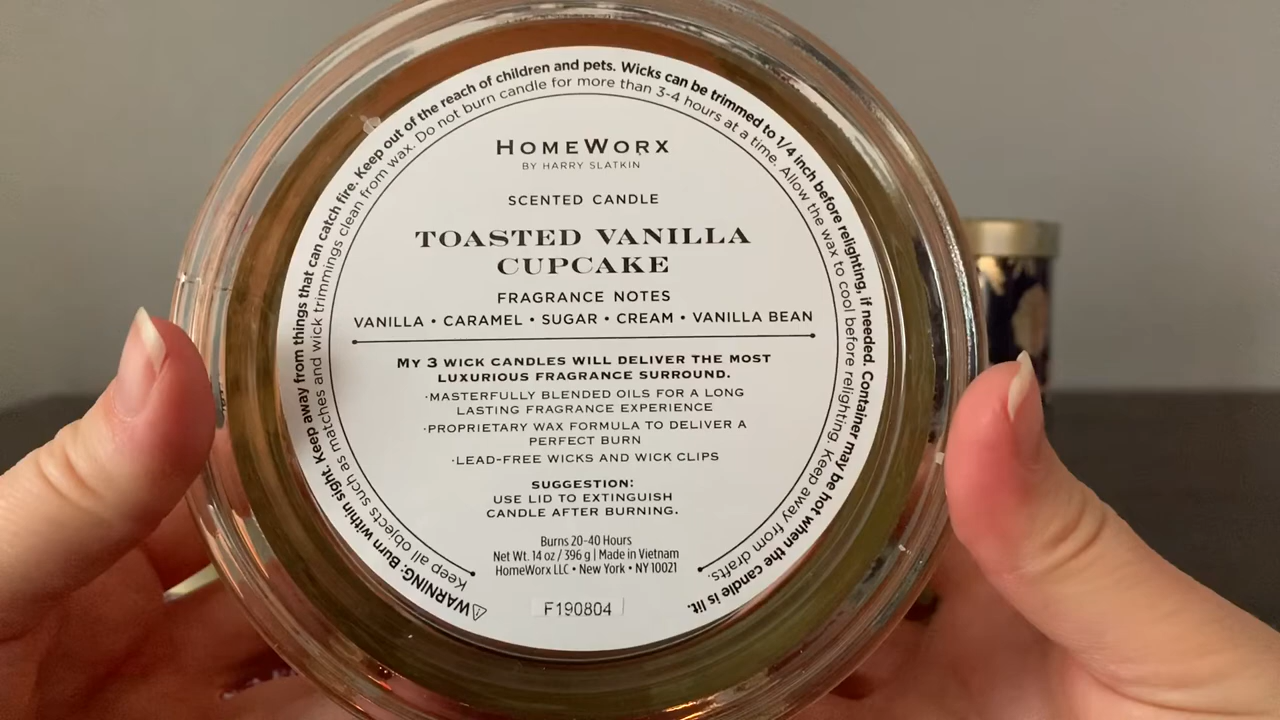 HOMEWORX
BY HARRY SLATKIN
SCENTED CANDLE
TOASTED VANILLA
CUPCAKE
FRAGRANCE NOTES
VANILLA • CARAMEL • SUGAR • CREAM • VANILLA BEAN
MY 3 WICK CANDLES WILL DELIVER THE MOST
LUXURIOUS FRAGRANCE SURROUND.
·MASTERFULLY BLENDED OILS FOR A LONG
LASTING FRAGRANCE EXPERIENCE
·PROPRIETARY WAX FORMULA TO DELIVER A
PERFECT BURN
·LEAD-FREE WICKS AND WICK CLIPS
SUGGESTION:
USE LID TO EXTINGUISH
CANDLE AFTER BURNING.
Burns 20-40 Hours
Net Wt. 14 oz / 396 g | Made in Vietnam
HomeWorx LLC • New York • NY 10021
F190804
⚠WARNING: Burn within sight. Keep away from things that can catch fire. Keep out of the reach of children and pets. Wicks can be trimmed to 1/4 inch before relighting, if needed. Container may be hot when the candle is lit.
Keep all objects such as matches and wick trimmings clean from wax. Do not burn candle for more than 3-4 hours at a time. Allow the wax to cool before relighting. Keep away from drafts.